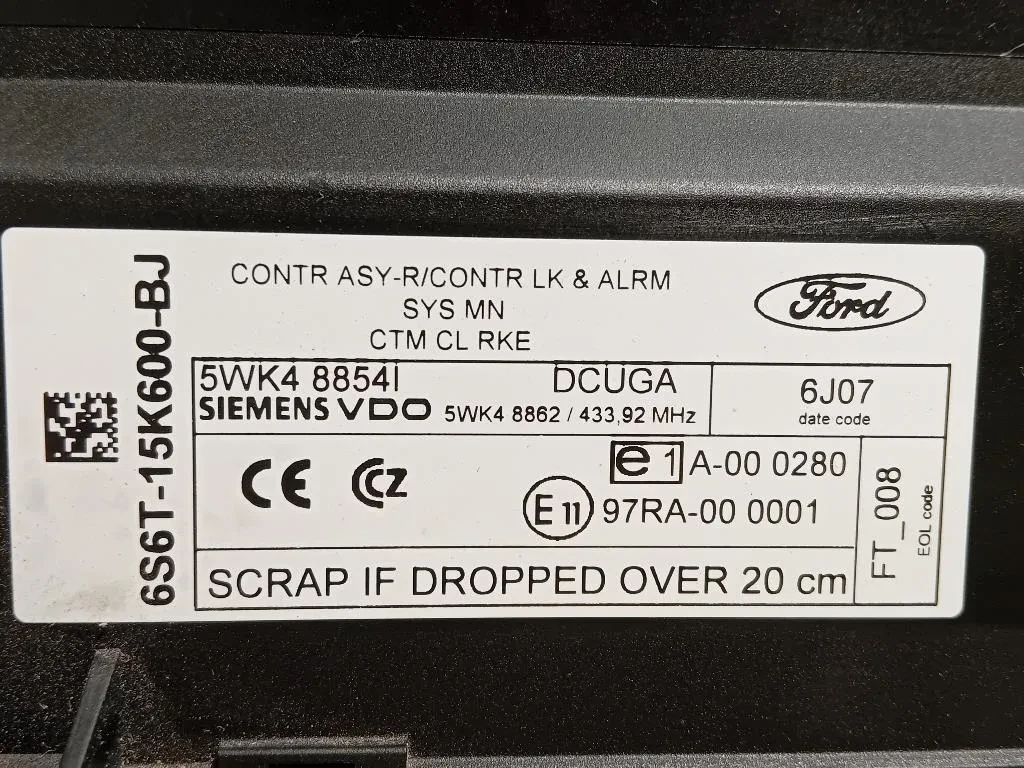 CONTR ASY-R/CONTR LK & ALRM
SYS MN
CTM CL RKE
Ford
6S6T-15K600-BJ
5WK4 8854I DCUGA
SIEMENS VDO 5WK4 8862 / 433,92 MHz
6J07
date code
CE CCZ
e 1 A-00 0280
E 11 97RA-00 0001
FT_008
EOL code
SCRAP IF DROPPED OVER 20 cm